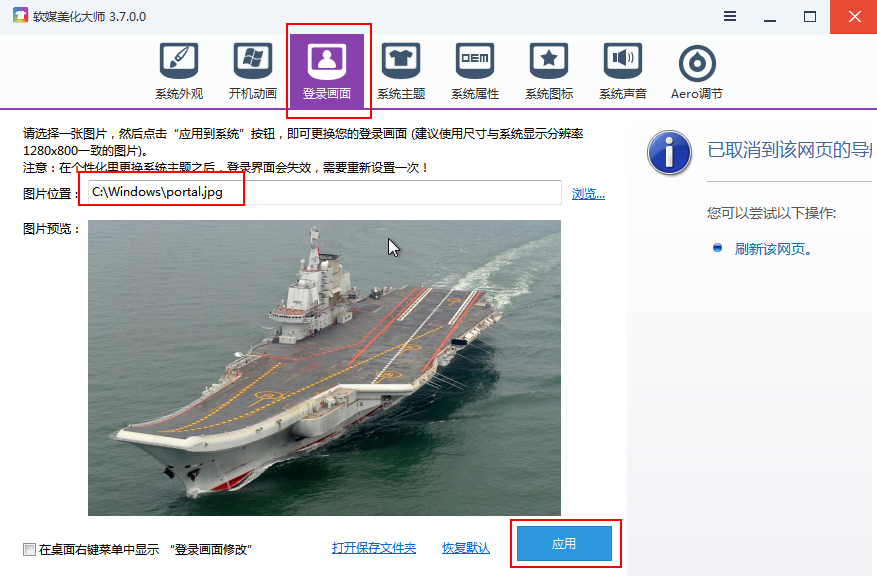 软媒美化大师 3.7.0.0
系统外观 开机动画 登录画面 系统主题 OEM 系统属性 系统图标 系统声音 Aero调节
请选择一张图片，然后点击“应用到系统”按钮，即可更换您的登录画面 (建议使用尺寸与系统显示分辨率
1280x800一致的图片)。
注意：在个性化里更换系统主题之后，登录界面会失效，需要重新设置一次！
图片位置： C:\Windows\portal.jpg 浏览...
图片预览：
在桌面右键菜单中显示 “登录画面修改” 打开保存文件夹 恢复默认 应用
已取消到该网页的导
您可以尝试以下操作:
刷新该网页。